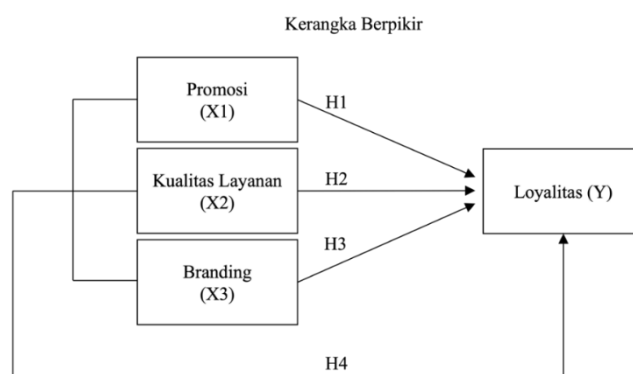 Kerangka Berpikir
Promosi
(X1)
H1
Kualitas Layanan
(X2)
H2
Loyalitas (Y)
H3
Branding
(X3)
H4